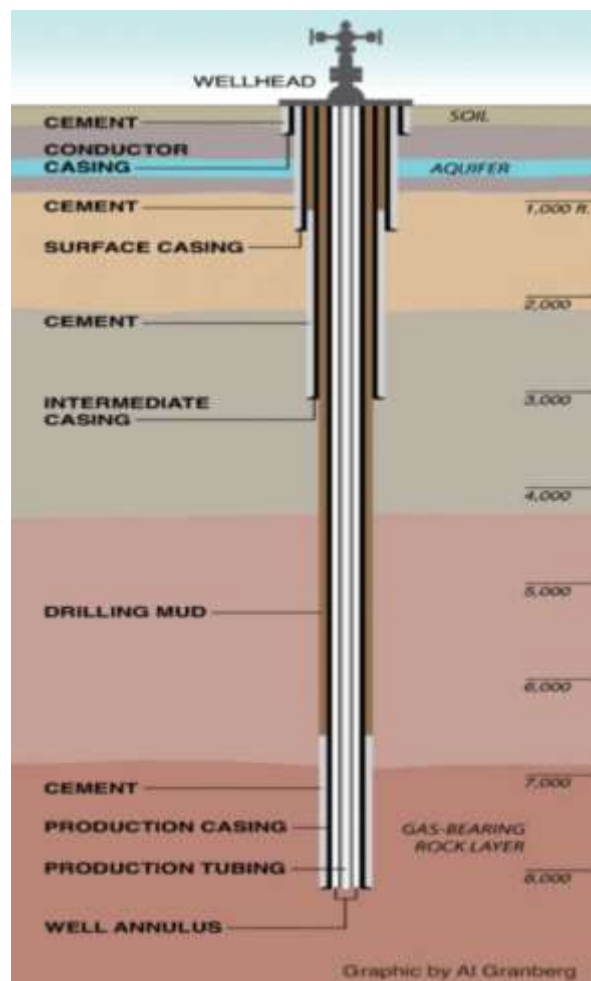 WELLHEAD
CEMENT
SOIL
CONDUCTOR
CASING
AQUIFER
CEMENT
1,000 ft.
SURFACE CASING
2,000
CEMENT
3,000
INTERMEDIATE
CASING
4,000
5,000
DRILLING MUD
6,000
7,000
CEMENT
PRODUCTION CASING
GAS-BEARING
ROCK LAYER
PRODUCTION TUBING
8,000
WELL ANNULUS
Graphic by Al Granberg